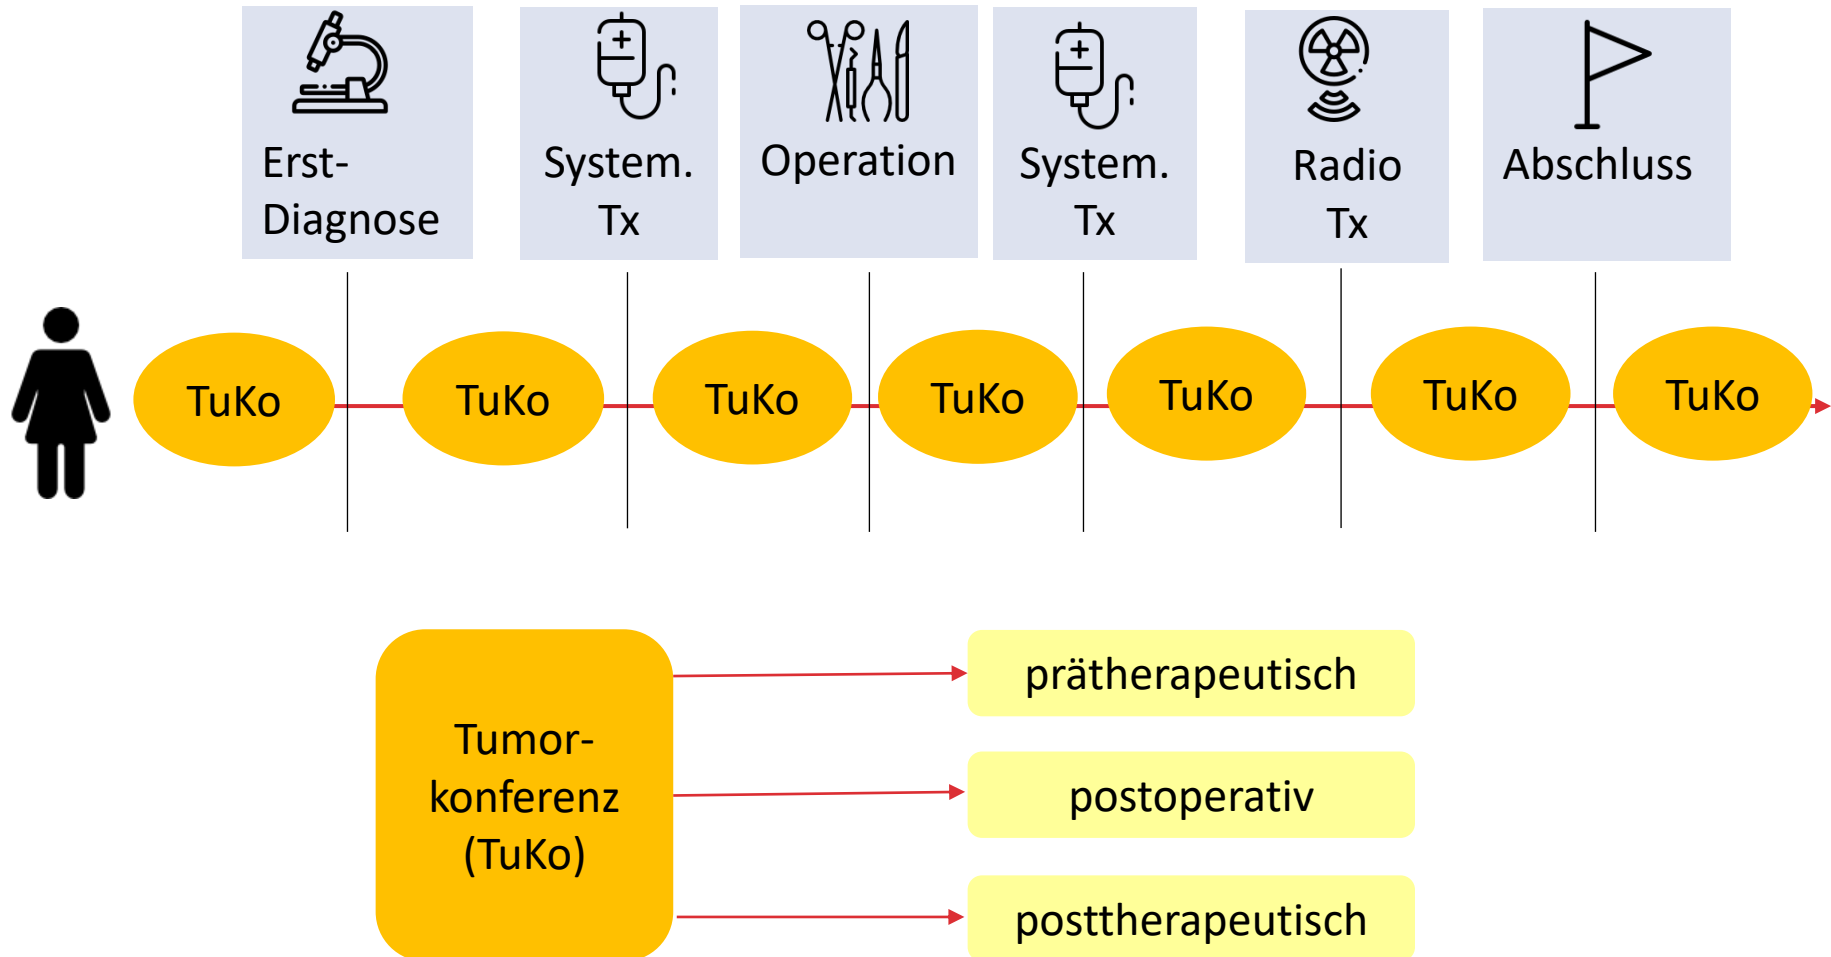 Erst-
Diagnose
System.
Tx
Operation
System.
Tx
Radio
Tx
Abschluss
TuKo
TuKo
TuKo
TuKo
TuKo
TuKo
TuKo
Tumor-
konferenz
(TuKo)
prätherapeutisch
postoperativ
posttherapeutisch